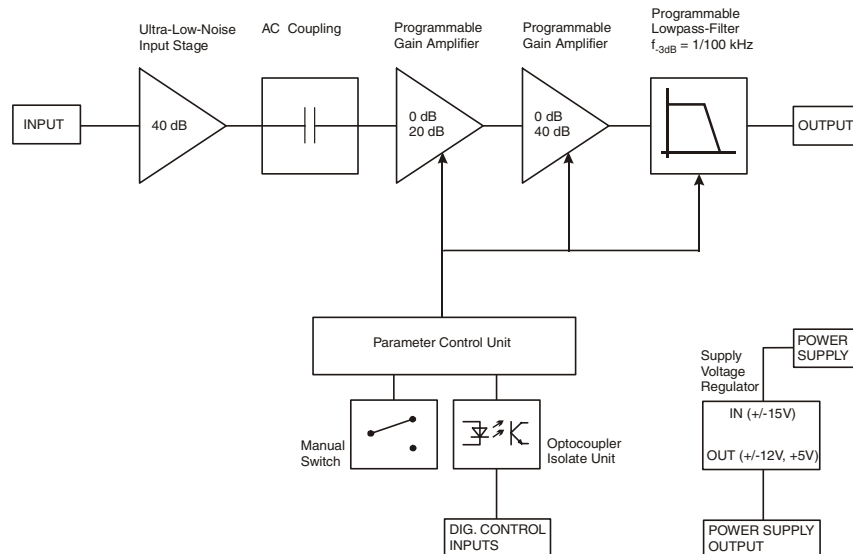 Ultra-Low-Noise
Input Stage
AC Coupling
Programmable
Gain Amplifier
Programmable
Gain Amplifier
Programmable
Lowpass-Filter
f-3dB = 1/100 kHz
INPUT
40 dB
0 dB
20 dB
0 dB
40 dB
OUTPUT
Parameter Control Unit
Manual
Switch
Optocoupler
Isolate Unit
DIG. CONTROL
INPUTS
POWER
SUPPLY
Supply
Voltage
Regulator
IN (+/-15V)
OUT (+/-12V, +5V)
POWER SUPPLY
OUTPUT